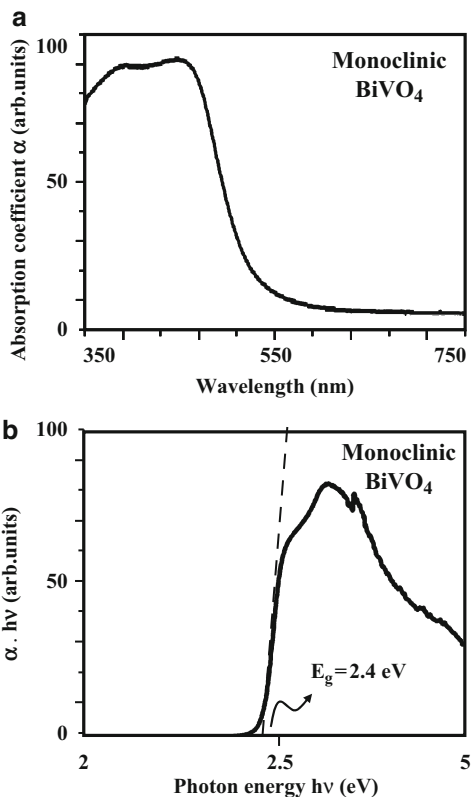 a
100
Monoclinic
BiVO₄
50
0
Absorption coefficient α (arb.units)
350
550
750
Wavelength (nm)
b
100
Monoclinic
BiVO₄
50
E_g=2.4 eV
0
α . hν (arb.units)
2
2.5
5
Photon energy hν (eV)